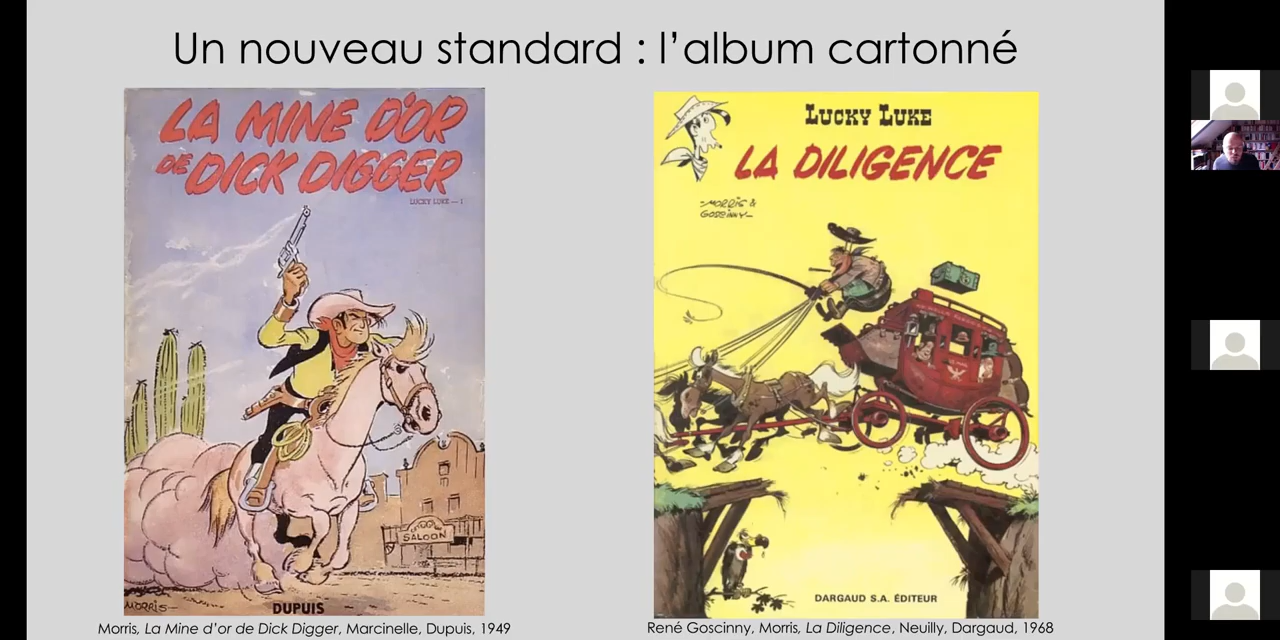 Un nouveau standard : l'album cartonné
LA MINE D'OR
DE DICK DIGGER
LUCKY LUKE — 1
SALOON
MORRIS
DUPUIS
Morris, La Mine d'or de Dick Digger, Marcinelle, Dupuis, 1949
LUCKY LUKE
LA DILIGENCE
MORRIS &
GOSCINNY
DARGAUD S.A. ÉDITEUR
René Goscinny, Morris, La Diligence, Neuilly, Dargaud, 1968